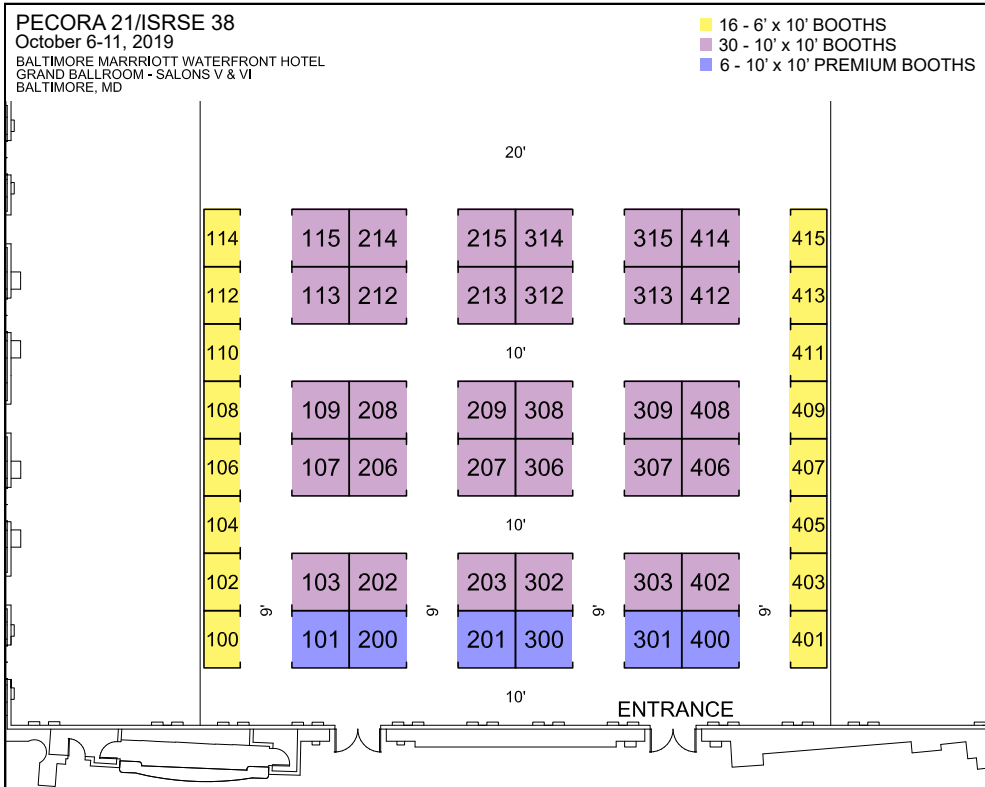 PECORA 21/ISRSE 38
October 6-11, 2019
BALTIMORE MARRRIOTT WATERFRONT HOTEL
GRAND BALLROOM - SALONS V & VI
BALTIMORE, MD
16 - 6' x 10' BOOTHS
30 - 10' x 10' BOOTHS
6 - 10' x 10' PREMIUM BOOTHS
20'
114 115 214 215 314 315 414 415
112 113 212 213 312 313 412 413
110 10' 411
108 109 208 209 308 309 408 409
106 107 206 207 306 307 406 407
104 10' 405
102 103 202 203 302 303 402 403
9' 9' 9' 9'
100 101 200 201 300 301 400 401
10'
ENTRANCE